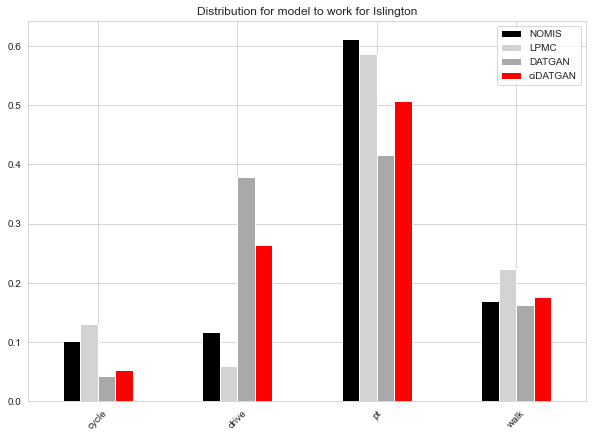 Distribution for model to work for Islington
NOMIS
LPMC
DATGAN
ciDATGAN
0.6
0.5
0.4
0.3
0.2
0.1
0.0
cycle
drive
pt
walk